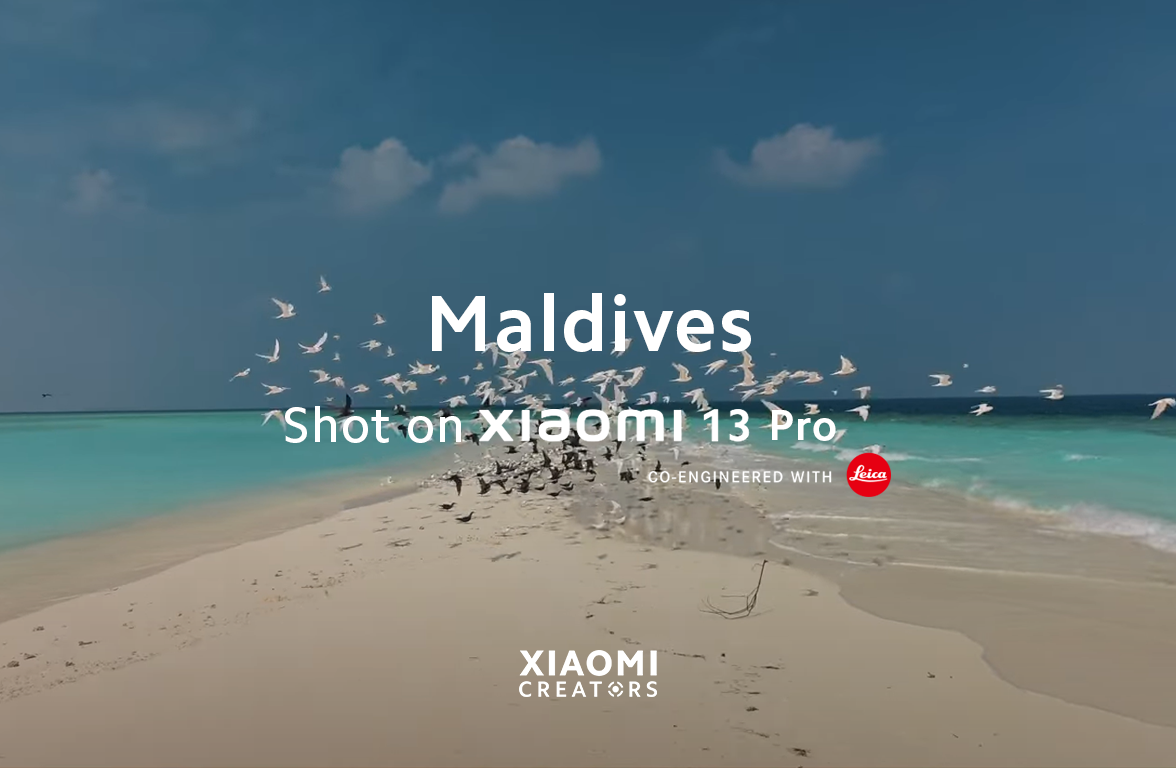 Maldives
Shot on xiaomi 13 Pro
CO-ENGINEERED WITH Leica
XIAOMI
CREATORS